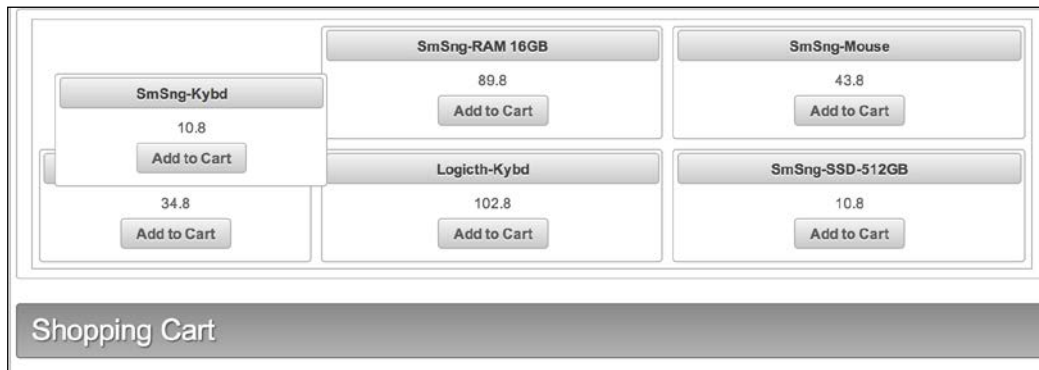 SmSng-RAM 16GB
SmSng-Mouse
89.8
43.8
Add to Cart
Add to Cart
SmSng-Kybd
10.8
Add to Cart
Logicth-Kybd
SmSng-SSD-512GB
34.8
102.8
10.8
Add to Cart
Add to Cart
Add to Cart
Shopping Cart